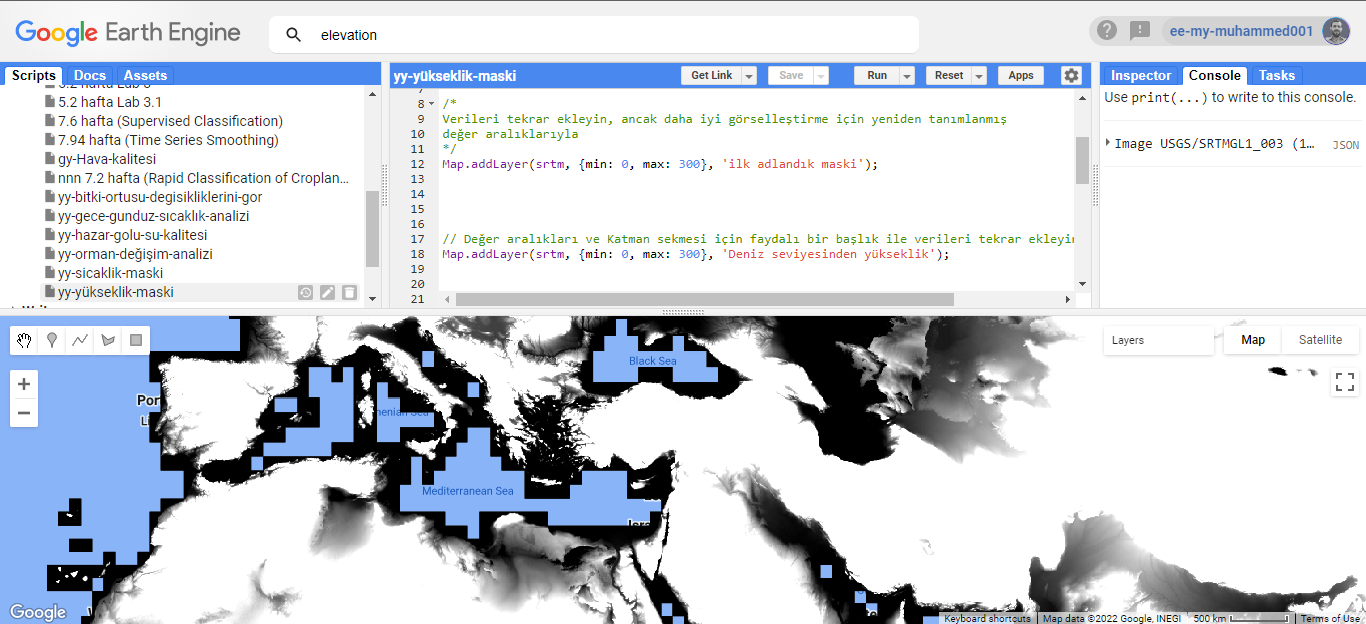 Google Earth Engine
elevation
ee-my-muhammed001
Scripts Docs Assets
5.2 hafta Lab 3
5.2 hafta Lab 3.1
7.6 hafta (Supervised Classification)
7.94 hafta (Time Series Smoothing)
gy-Hava-kalitesi
nnn 7.2 hafta (Rapid Classification of Croplan...
yy-bitki-ortusu-degisikliklerini-gor
yy-gece-gunduz-sıcaklık-analizi
yy-hazar-golu-su-kalitesi
yy-orman-değişim-analizi
yy-sicaklik-maski
yy-yükseklik-maski
yy-yükseklik-maski
Get Link Save Run Reset Apps
7
8 /*
9 Verileri tekrar ekleyin, ancak daha iyi görselleştirme için yeniden tanımlanmış
10 değer aralıklarıyla
11 */
12 Map.addLayer(srtm, {min: 0, max: 300}, 'ilk adlandık maski');
13
14
15
16
17 // Değer aralıkları ve Katman sekmesi için faydalı bir başlık ile verileri tekrar ekleyin
18 Map.addLayer(srtm, {min: 0, max: 300}, 'Deniz seviyesinden yükseklik');
19
20
21
Inspector Console Tasks
Use print(...) to write to this console.
Image USGS/SRTMGL1_003 (1... JSON
Layers
Map Satellite
Black Sea
Por
Li
henian Sea
Mediterranean Sea
Isra
Google
Keyboard shortcuts Map data ©2022 Google, INEGI 500 km Terms of Use